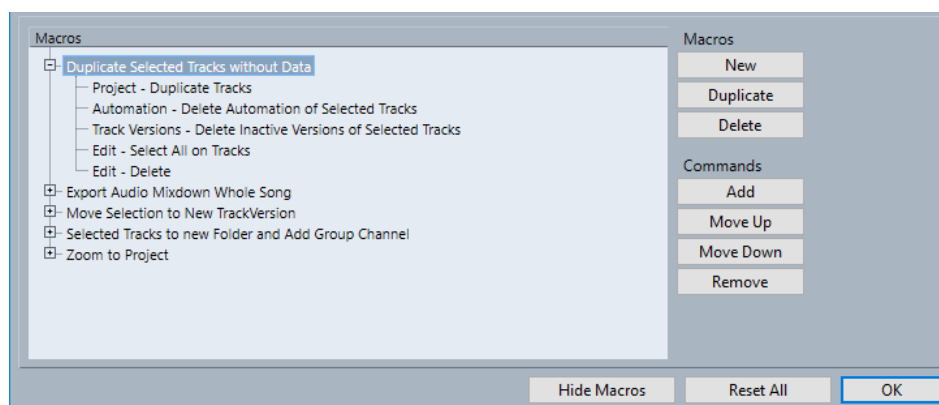 Macros
Duplicate Selected Tracks without Data
Project - Duplicate Tracks
Automation - Delete Automation of Selected Tracks
Track Versions - Delete Inactive Versions of Selected Tracks
Edit - Select All on Tracks
Edit - Delete
Export Audio Mixdown Whole Song
Move Selection to New TrackVersion
Selected Tracks to new Folder and Add Group Channel
Zoom to Project
Macros
New
Duplicate
Delete
Commands
Add
Move Up
Move Down
Remove
Hide Macros
Reset All
OK